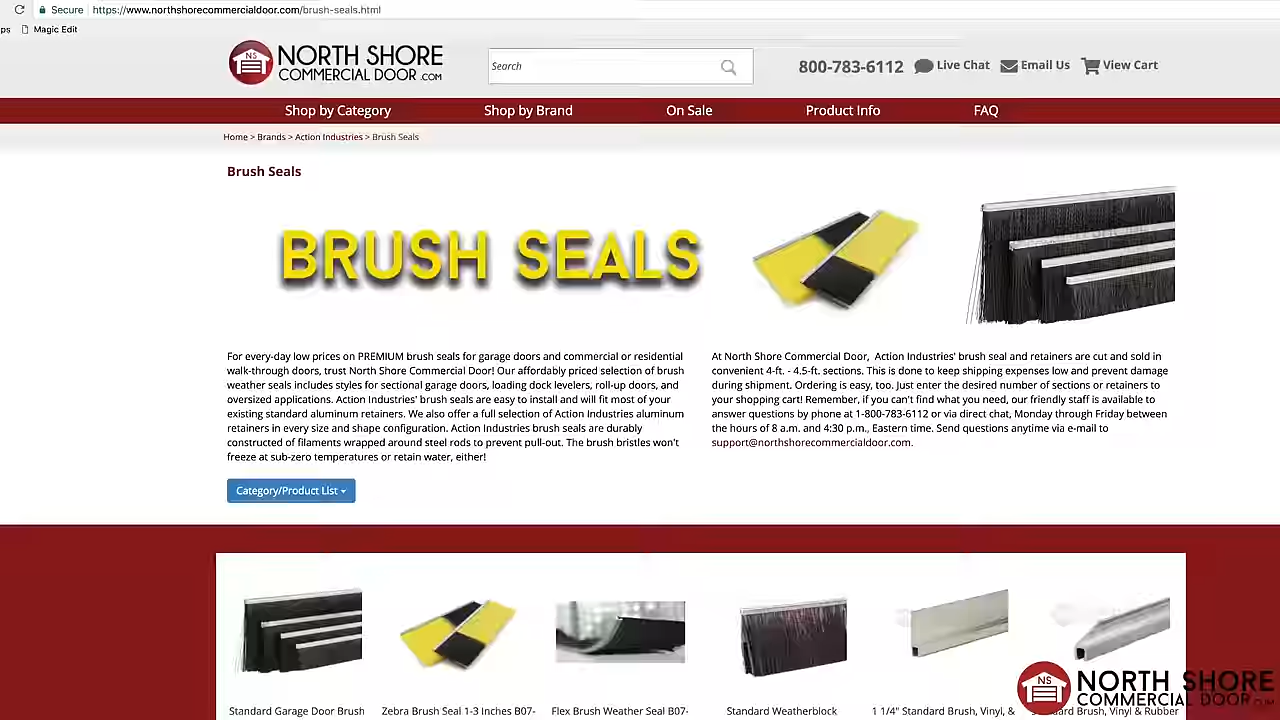 Secure https://www.northshorecommercialdoor.com/brush-seals.html
ps Magic Edit
NS NORTH SHORE
COMMERCIAL DOOR.COM
Search
800-783-6112 Live Chat Email Us View Cart
Shop by Category Shop by Brand On Sale Product Info FAQ
Home > Brands > Action Industries > Brush Seals
Brush Seals
BRUSH SEALS
For every-day low prices on PREMIUM brush seals for garage doors and commercial or residential
walk-through doors, trust North Shore Commercial Door! Our affordably priced selection of brush
weather seals includes styles for sectional garage doors, loading dock levelers, roll-up doors, and
oversized applications. Action Industries' brush seals are easy to install and will fit most of your
existing standard aluminum retainers. We also offer a full selection of Action Industries aluminum
retainers in every size and shape configuration. Action Industries brush seals are durably
constructed of filaments wrapped around steel rods to prevent pull-out. The brush bristles won't
freeze at sub-zero temperatures or retain water, either!
At North Shore Commercial Door, Action Industries' brush seal and retainers are cut and sold in
convenient 4-ft. - 4.5-ft. sections. This is done to keep shipping expenses low and prevent damage
during shipment. Ordering is easy, too. Just enter the desired number of sections or retainers to
your shopping cart! Remember, if you can't find what you need, our friendly staff is available to
answer questions by phone at 1-800-783-6112 or via direct chat, Monday through Friday between
the hours of 8 a.m. and 4:30 p.m., Eastern time. Send questions anytime via e-mail to
support@northshorecommercialdoor.com.
Category/Product List
Standard Garage Door Brush Zebra Brush Seal 1-3 Inches B07- Brush Weather Seal B07- Standard Weatherblock 1 1/4" Standard Brush, Vinyl, & Brush, Vinyl & Rubber
NS NORTH SHORE
COMMERCIAL DOOR.COM